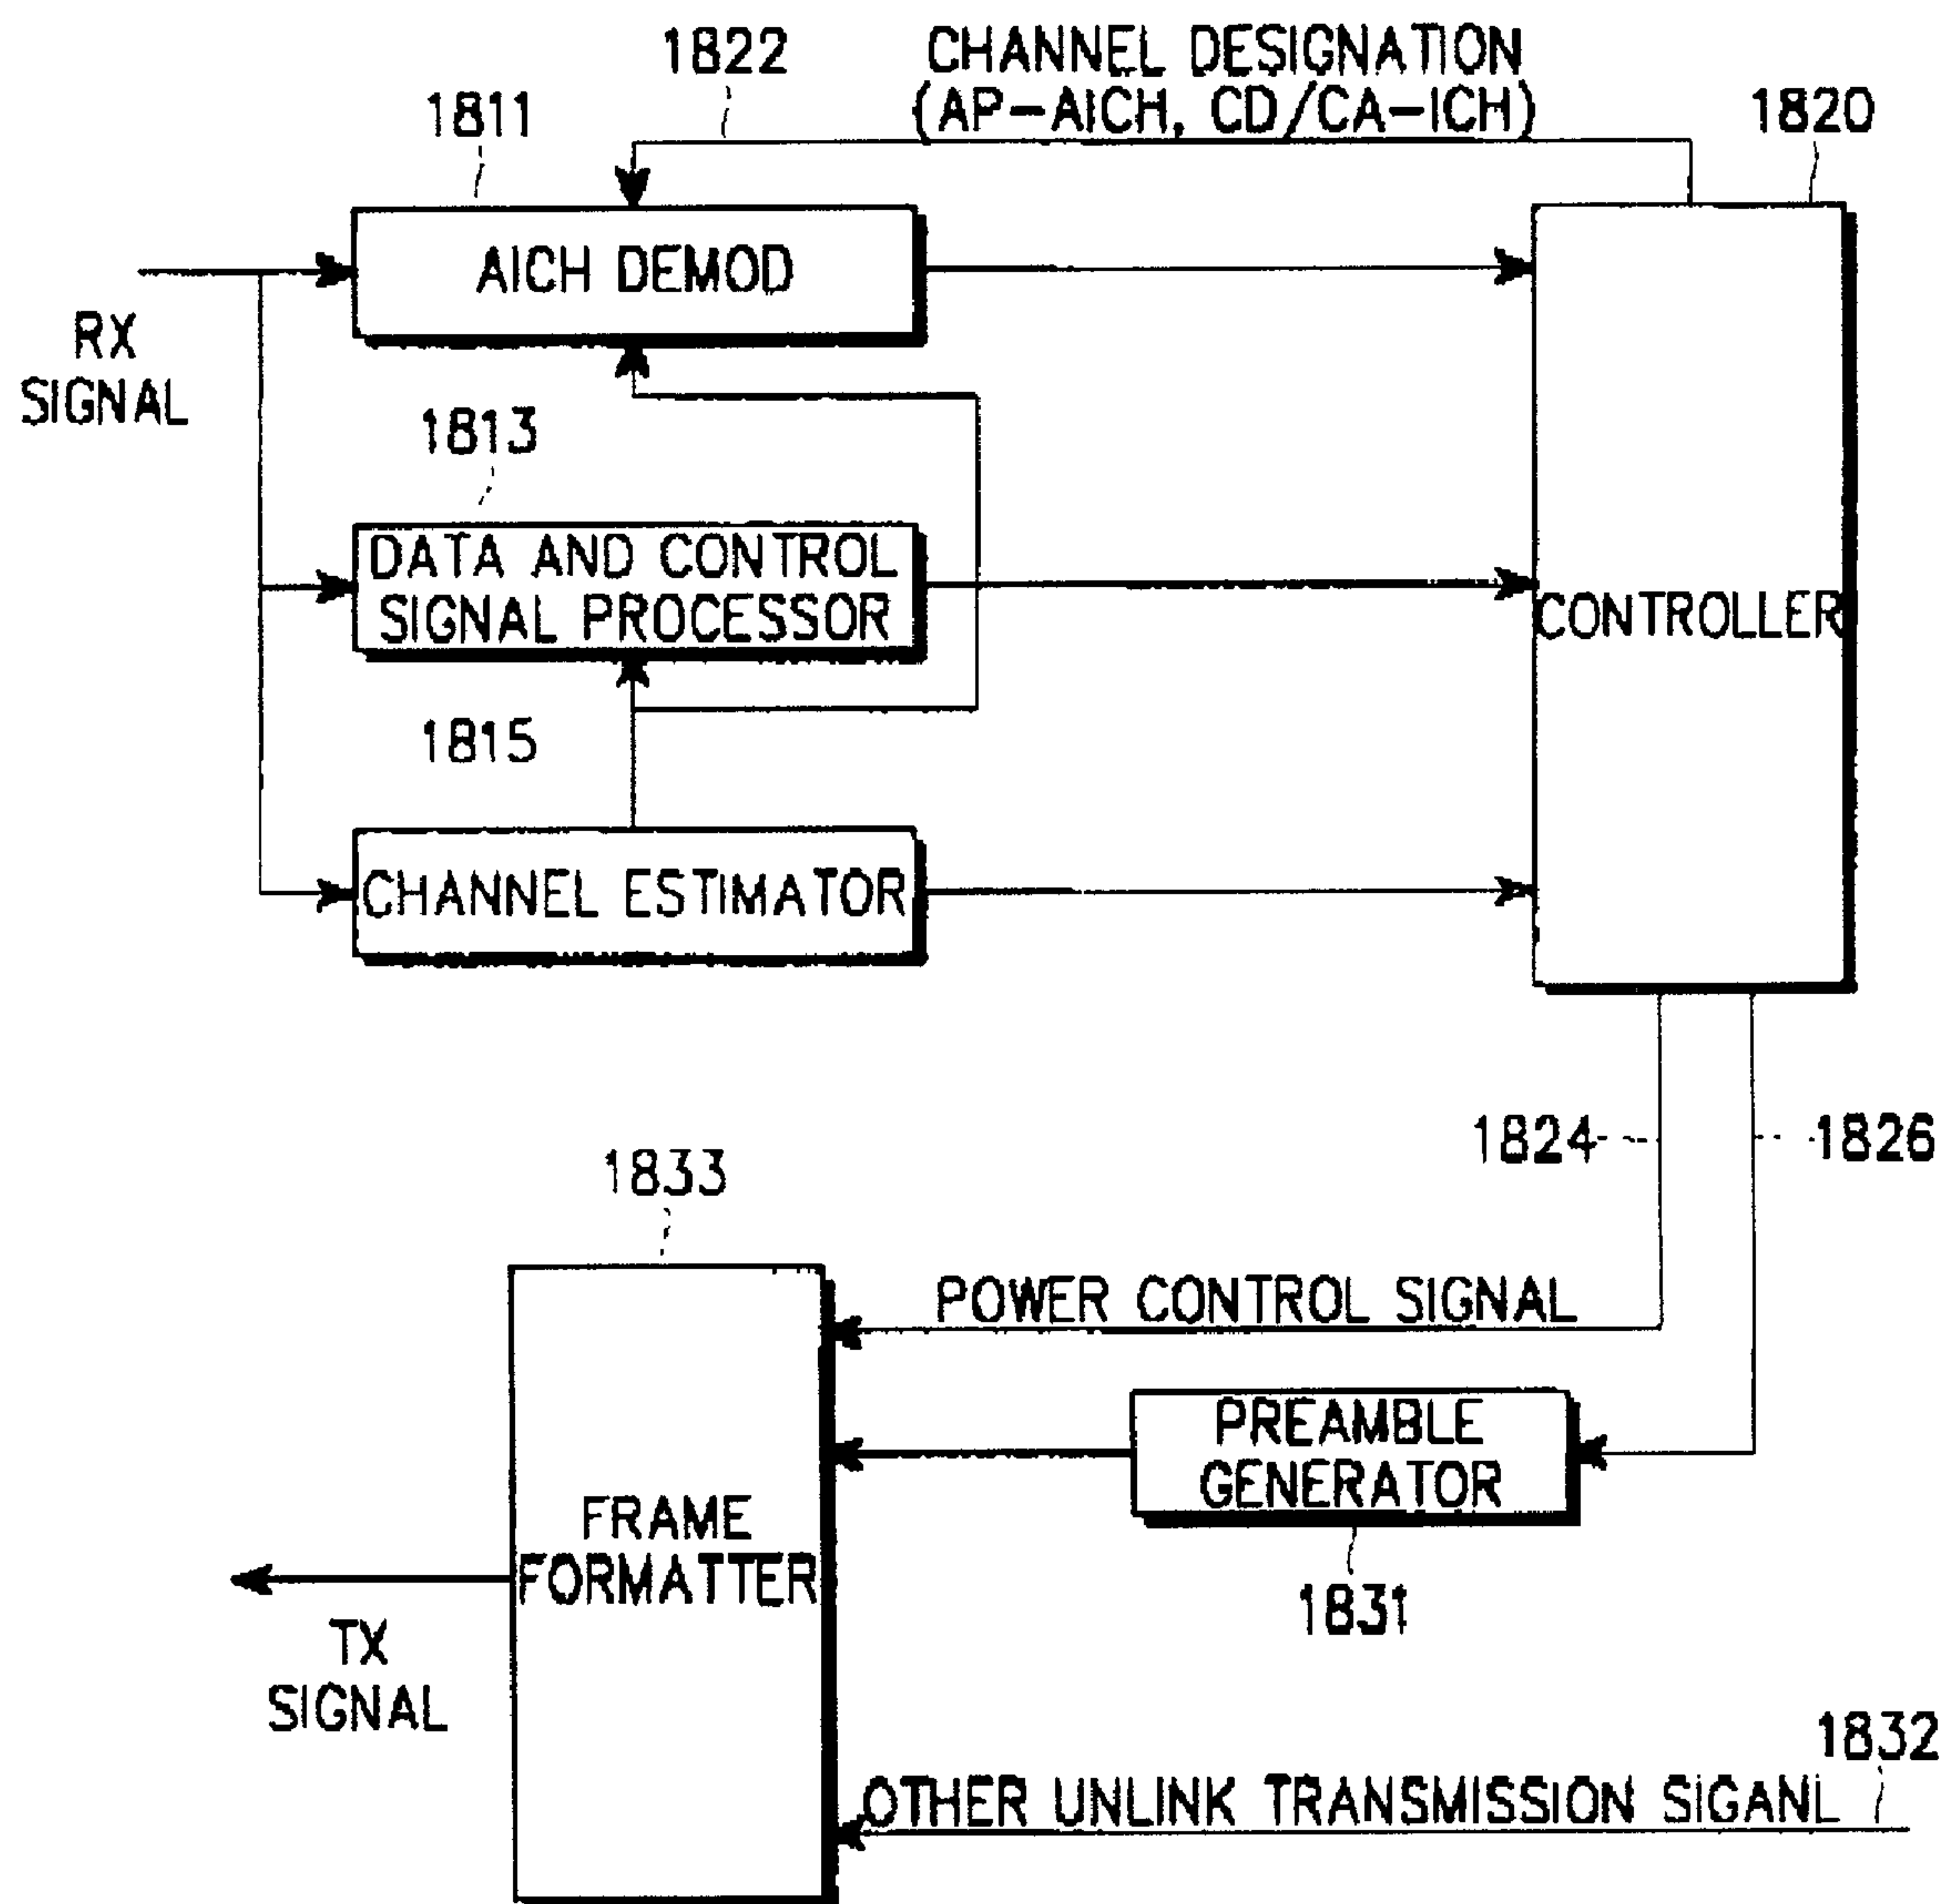 1822
CHANNEL DESIGNATION
(AP-AICH, CD/CA-ICH)
1811
1820
AICH DEMOD
RX
SIGNAL
1813
DATA AND CONTROL
SIGNAL PROCESSOR
CONTROLLER
1815
CHANNEL ESTIMATOR
1824
1826
1833
POWER CONTROL SIGNAL
PREAMBLE
GENERATOR
FRAME
FORMATTER
1831
TX
SIGNAL
1832
OTHER UNLINK TRANSMISSION SIGANL